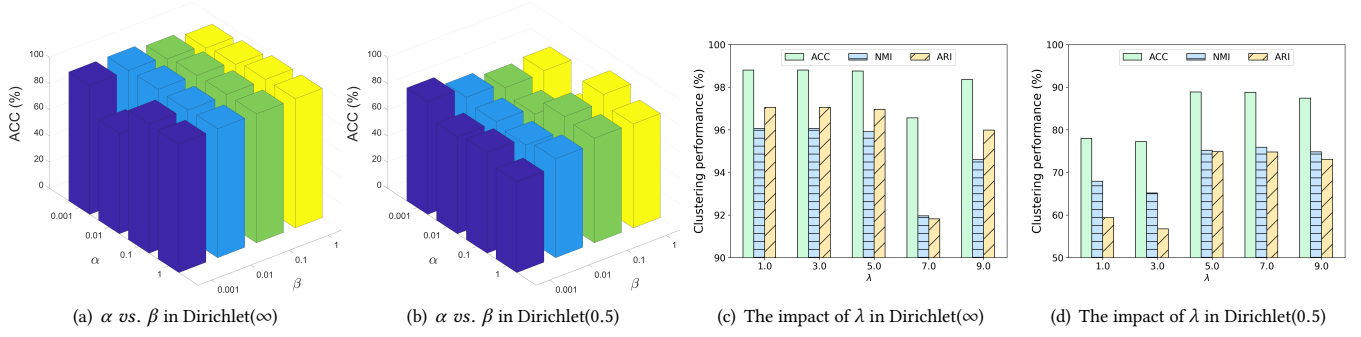 ACC (%)
100
80
60
40
20
0
0.001
0.01
0.1
1
α
0.001
0.01
0.1
1
β
(a) α vs. β in Dirichlet(∞)
ACC (%)
100
80
60
40
20
0
0.001
0.01
0.1
1
α
0.001
0.01
0.1
1
β
(b) α vs. β in Dirichlet(0.5)
Clustering performance (%)
100
98
96
94
92
90
ACC NMI ARI
1.0 3.0 5.0 7.0 9.0
λ
(c) The impact of λ in Dirichlet(∞)
Clustering performance (%)
100
90
80
70
60
50
ACC NMI ARI
1.0 3.0 5.0 7.0 9.0
λ
(d) The impact of λ in Dirichlet(0.5)